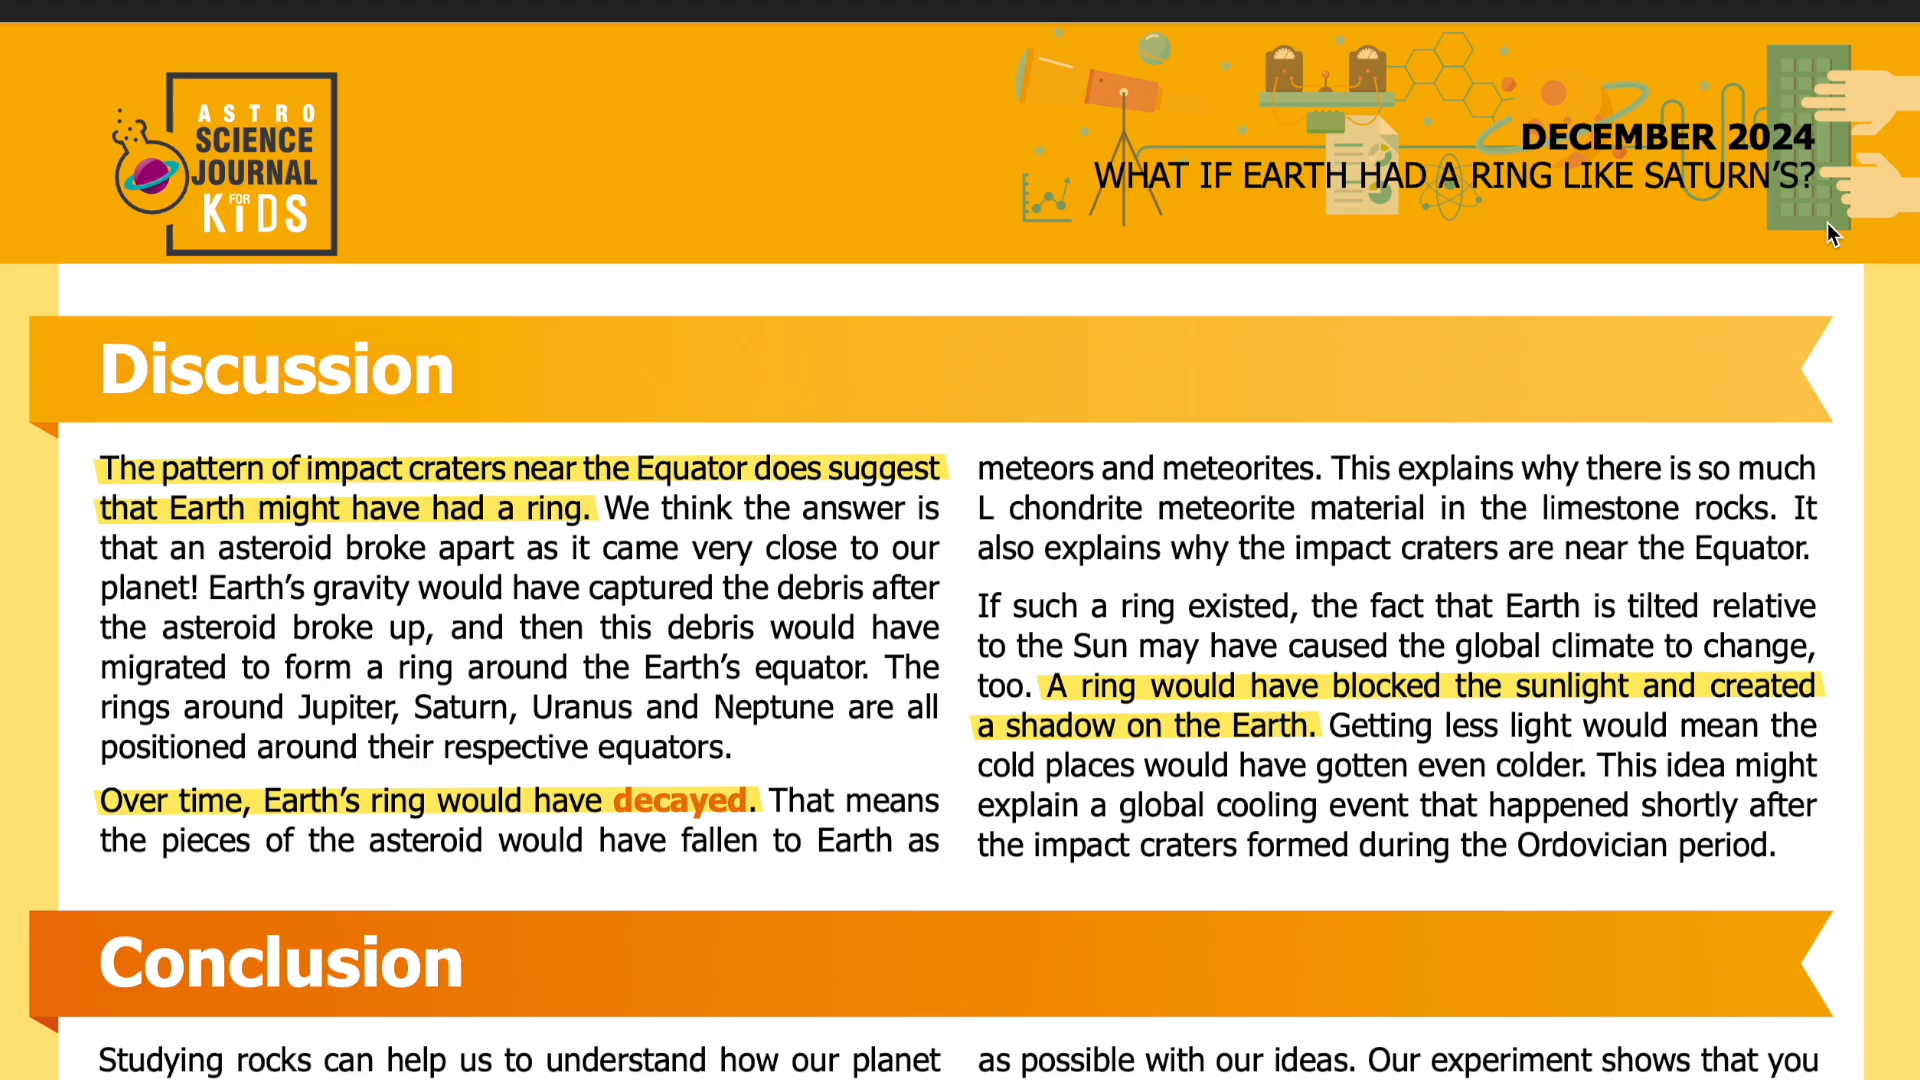 ASTRO
SCIENCE
JOURNAL
FOR
KiDS
DECEMBER 2024
WHAT IF EARTH HAD A RING LIKE SATURN’S?
Discussion
The pattern of impact craters near the Equator does suggest
that Earth might have had a ring. We think the answer is
that an asteroid broke apart as it came very close to our
planet! Earth’s gravity would have captured the debris after
the asteroid broke up, and then this debris would have
migrated to form a ring around the Earth’s equator. The
rings around Jupiter, Saturn, Uranus and Neptune are all
positioned around their respective equators.
Over time, Earth’s ring would have decayed. That means
the pieces of the asteroid would have fallen to Earth as
meteors and meteorites. This explains why there is so much
L chondrite meteorite material in the limestone rocks. It
also explains why the impact craters are near the Equator.
If such a ring existed, the fact that Earth is tilted relative
to the Sun may have caused the global climate to change,
too. A ring would have blocked the sunlight and created
a shadow on the Earth. Getting less light would mean the
cold places would have gotten even colder. This idea might
explain a global cooling event that happened shortly after
the impact craters formed during the Ordovician period.
Conclusion
Studying rocks can help us to understand how our planet
as possible with our ideas. Our experiment shows that you